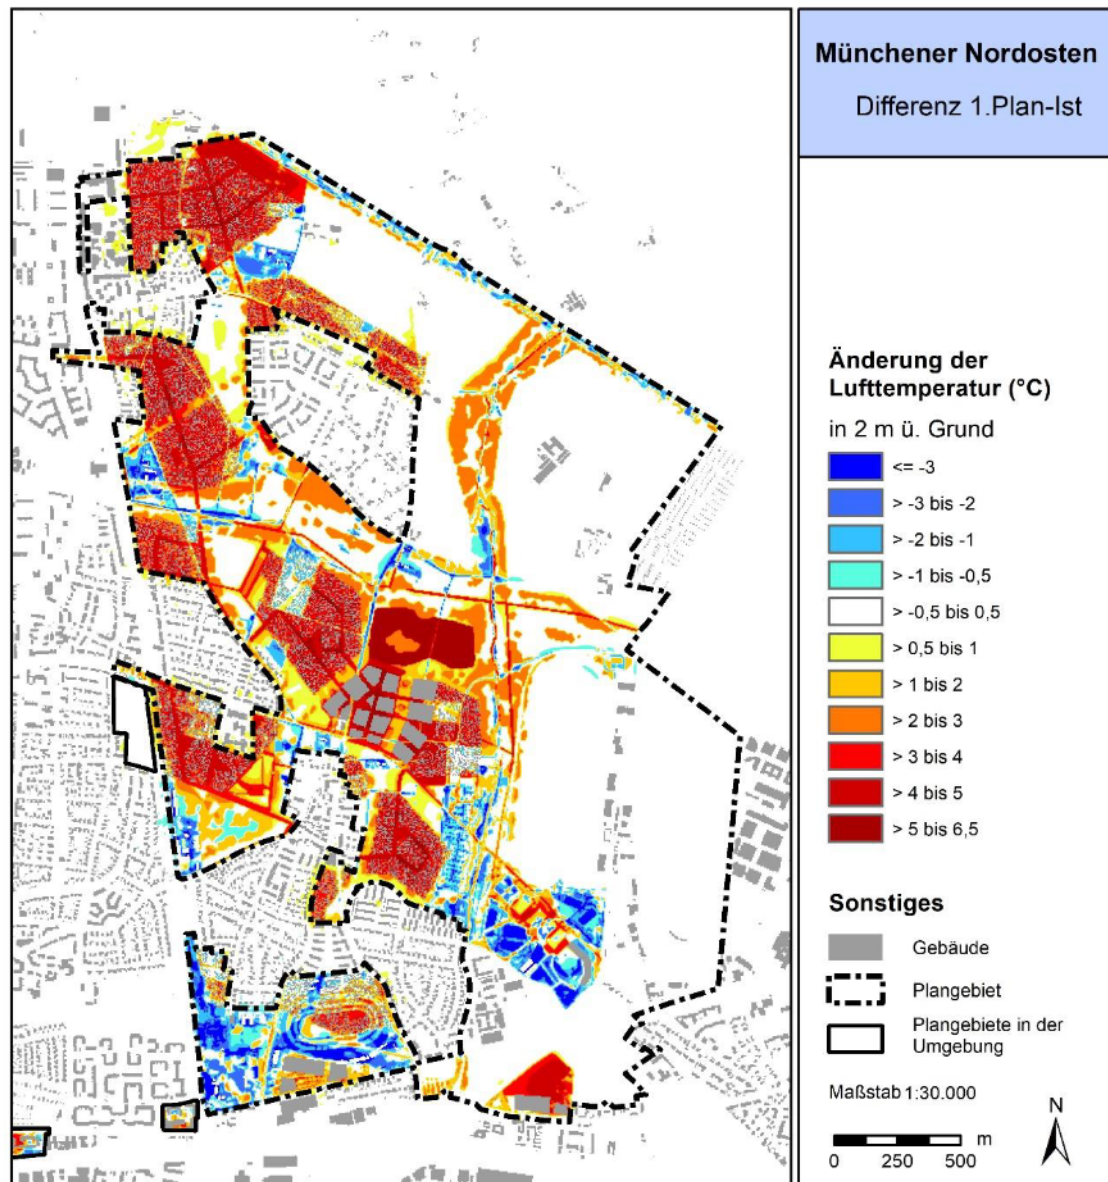 Münchener Nordosten
Differenz 1.Plan-Ist
Änderung der
Lufttemperatur (°C)
in 2 m ü. Grund
<= -3
> -3 bis -2
> -2 bis -1
> -1 bis -0,5
> -0,5 bis 0,5
> 0,5 bis 1
> 1 bis 2
> 2 bis 3
> 3 bis 4
> 4 bis 5
> 5 bis 6,5
Sonstiges
Gebäude
Plangebiet
Plangebiete in der
Umgebung
Maßstab 1:30.000
N
m
0 250 500